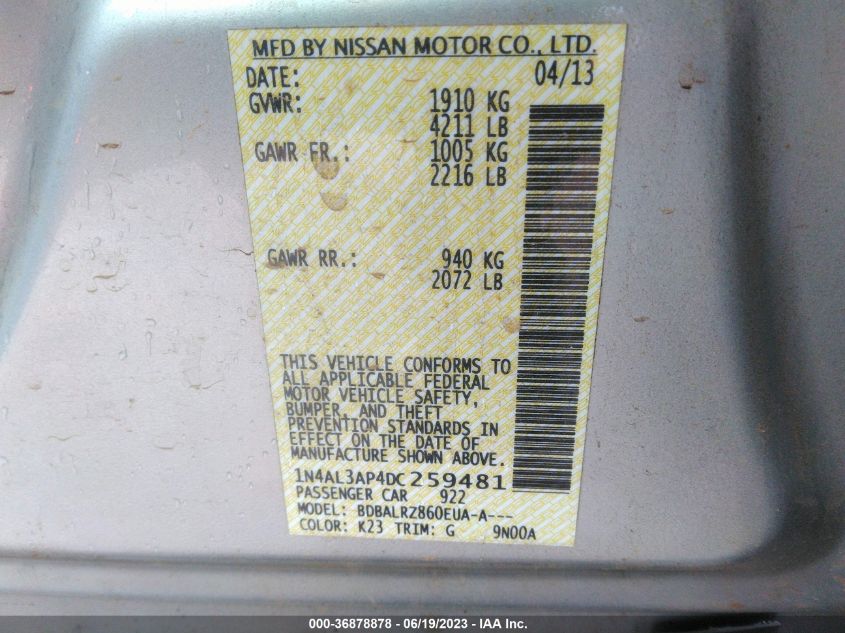 MFD BY NISSAN MOTOR CO., LTD.
DATE: 04/13
GVWR: 1910 KG
4211 LB
GAWR FR.: 1005 KG
2216 LB
GAWR RR.: 940 KG
2072 LB
THIS VEHICLE CONFORMS TO
ALL APPLICABLE FEDERAL
MOTOR VEHICLE SAFETY,
BUMPER, AND THEFT
PREVENTION STANDARDS IN
EFFECT ON THE DATE OF
MANUFACTURE SHOWN ABOVE.
1N4AL3AP4DC259481
PASSENGER CAR 922
MODEL: BDBALRZ860EUA-A---
COLOR: K23 TRIM: G 9N00A
000-36878878 - 06/19/2023 - IAA Inc.